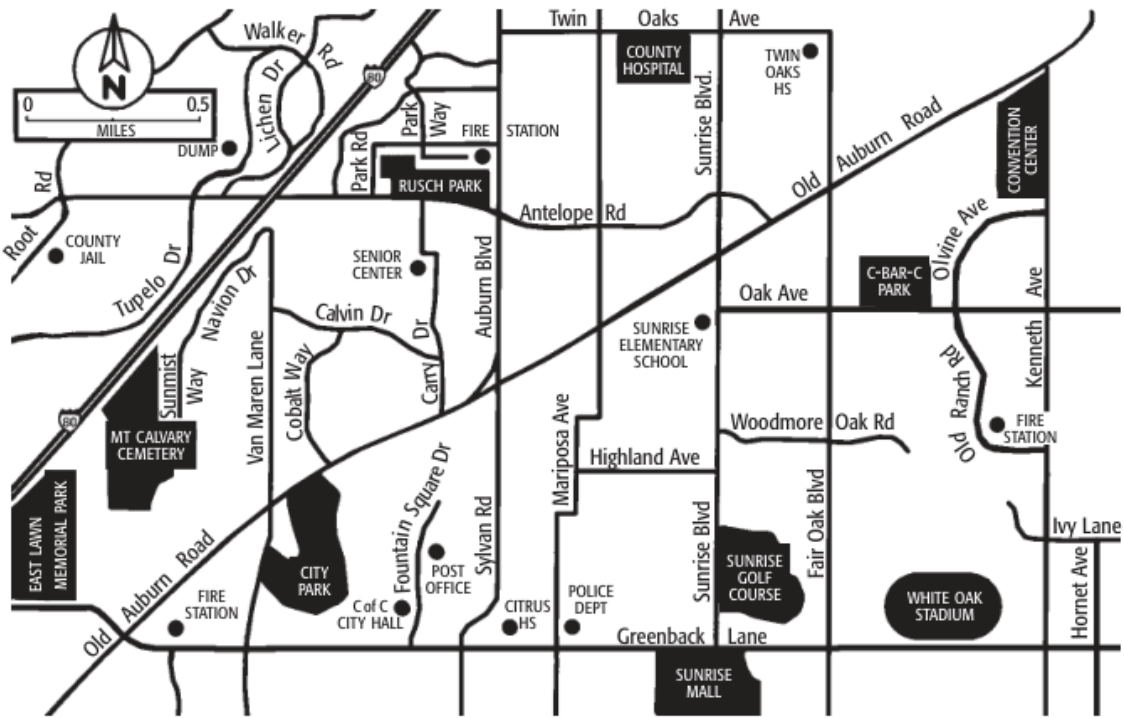 Twin Oaks Ave
Walker Rd
80
N
0 0.5
MILES
Lichen Dr
COUNTY
HOSPITAL
TWIN
OAKS
HS
Sunrise Blvd.
Old Auburn Road
CONVENTION
CENTER
DUMP
Park Rd
Park
Way
FIRE STATION
RUSCH PARK
Antelope Rd
Root Rd
COUNTY
JAIL
Tupelo Dr
Navion Dr
SENIOR
CENTER
Auburn Blvd
Olvine Ave
C-BAR-C
PARK
Oak Ave
Kenneth Ave
Calvin Dr
Carry Dr
SUNRISE
ELEMENTARY
SCHOOL
Sunmist
Way
Van Maren Lane
Cobalt Way
Old Ranch Rd
80
MT CALVARY
CEMETERY
Mariposa Ave
Woodmore Oak Rd
FIRE
STATION
Highland Ave
EAST LAWN
MEMORIAL PARK
Fountain Square Dr
Sylvan Rd
Sunrise Blvd
Fair Oak Blvd
Ivy Lane
Hornet Ave
Old Auburn Road
CITY
PARK
POST
OFFICE
SUNRISE
GOLF
COURSE
FIRE
STATION
C of C
CITY HALL
CITRUS
HS
POLICE
DEPT
WHITE OAK
STADIUM
Greenback Lane
SUNRISE
MALL